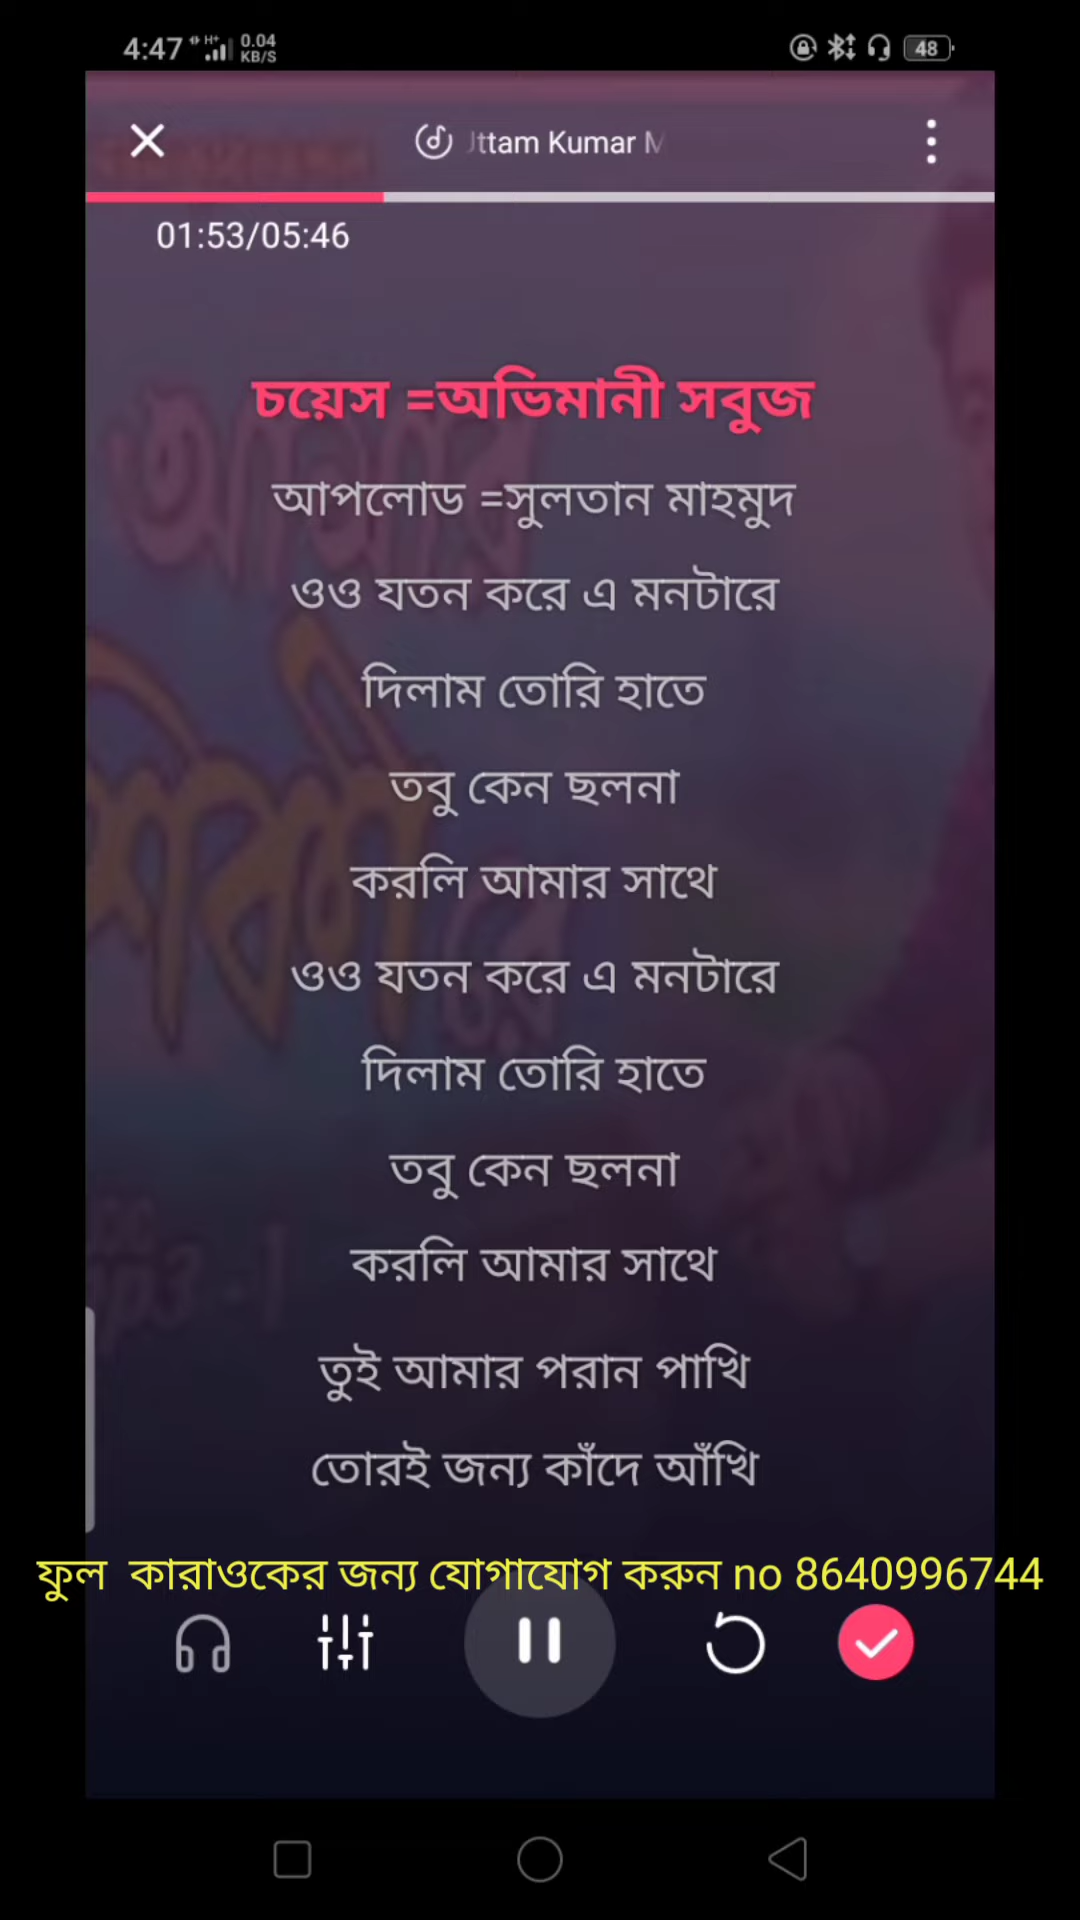 4:47 H+ 0.04 KB/S 48
Uttam Kumar M
01:53/05:46
চয়েস =অভিমানী সবুজ
আপলোড =সুলতান মাহমুদ
ওও যতন করে এ মনটারে
দিলাম তোরি হাতে
তবু কেন ছলনা
করলি আমার সাথে
ওও যতন করে এ মনটারে
দিলাম তোরি হাতে
তবু কেন ছলনা
করলি আমার সাথে
তুই আমার পরান পাখি
তোরই জন্য কাঁদে আঁখি
ফুল কারাওকের জন্য যোগাযোগ করুন no 8640996744